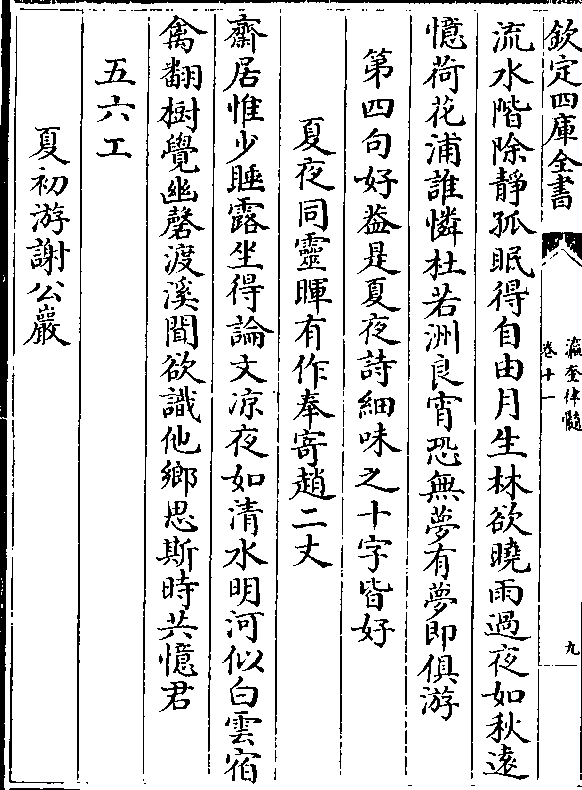 欽定四庫全書
瀛奎律髓
卷十一
九
流水階除靜孤眠得自由月生林欲曉雨過夜如秋遠
憶荷花浦誰憐杜若洲良宵恐無夢有夢即俱游
第四句好葢是夏夜詩細味之十字皆好
夏夜同靈暉有作奉寄趙二丈
齋居惟少睡露坐得論文凉夜如清水明河似白雲宿
禽翻樹覺幽磬渡溪聞欲識他鄉思斯時共憶君
五六工
夏初游謝公巖